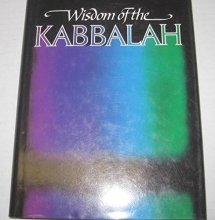 Wisdom of the
KABBALAH